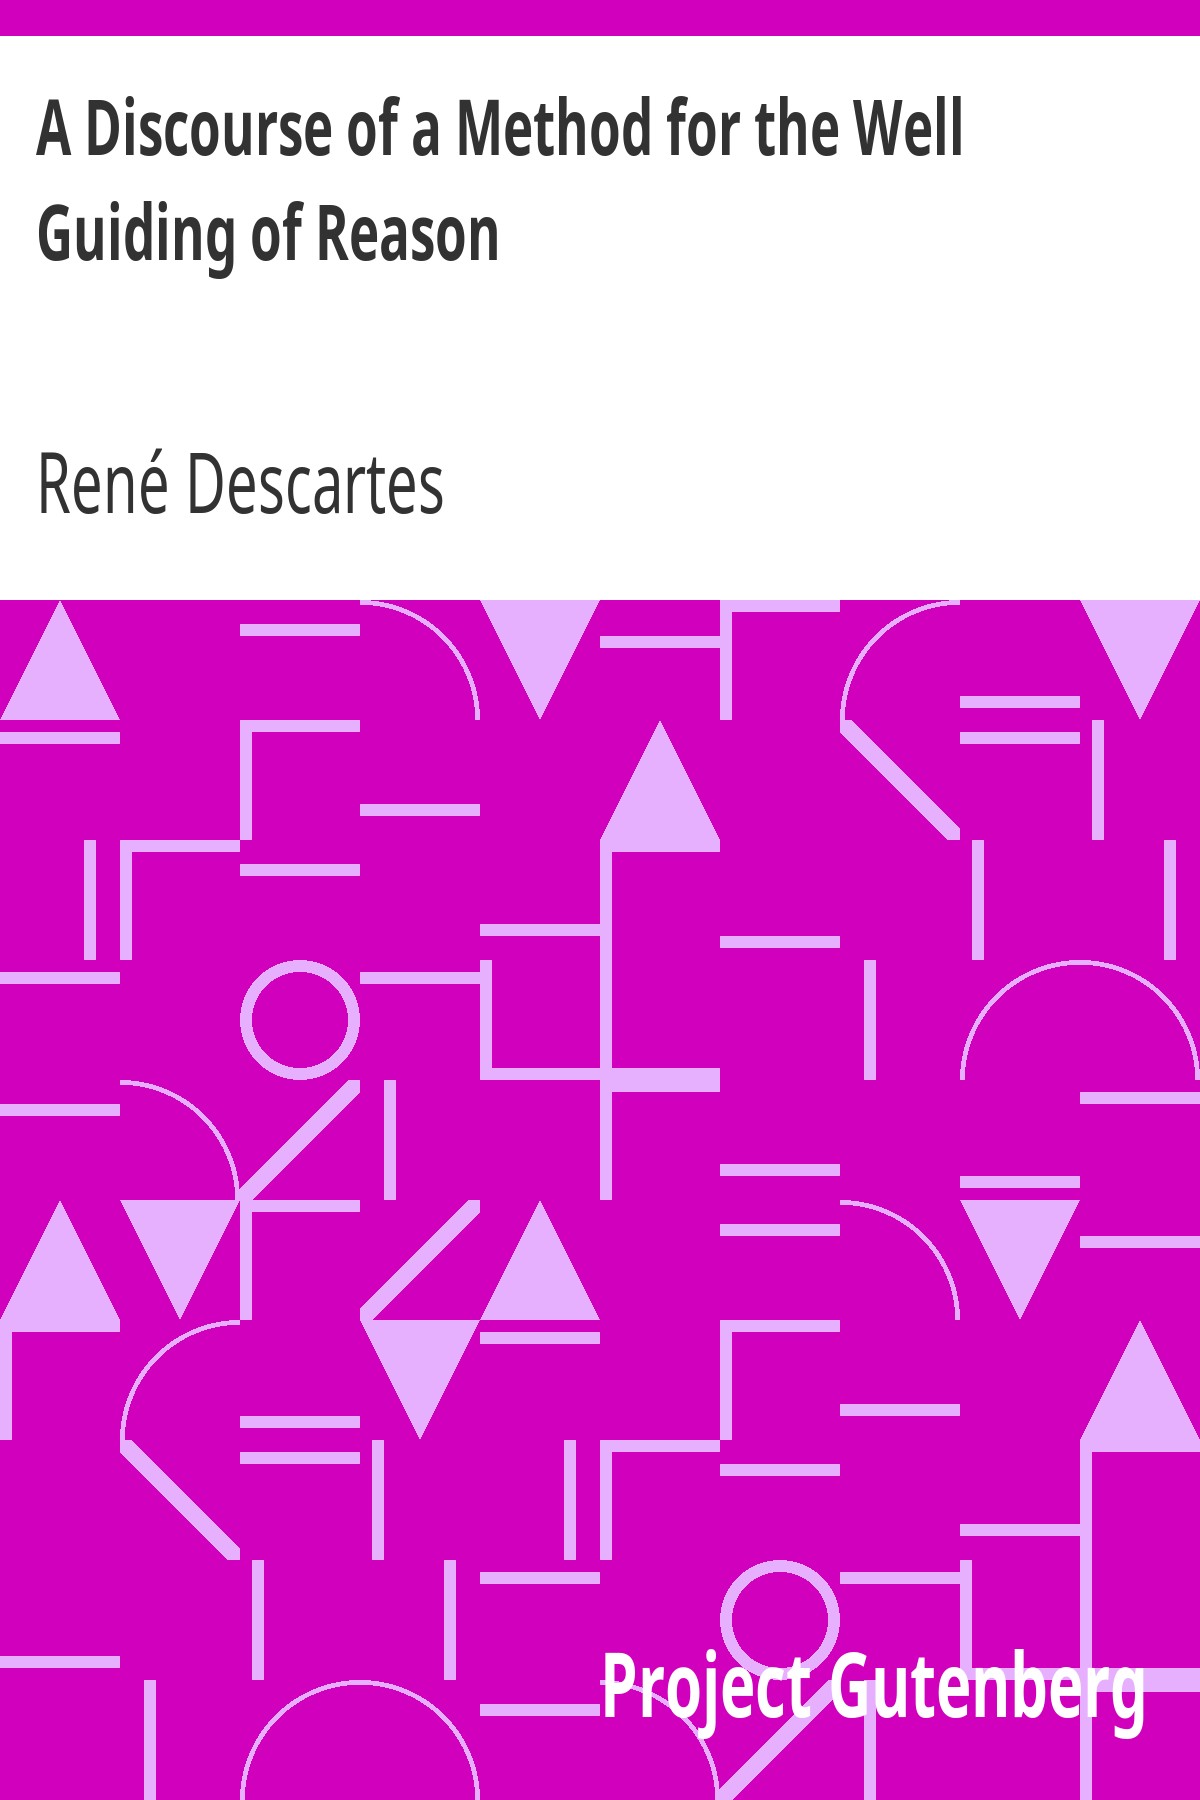 A Discourse of a Method for the Well
Guiding of Reason
René Descartes
Project Gutenberg